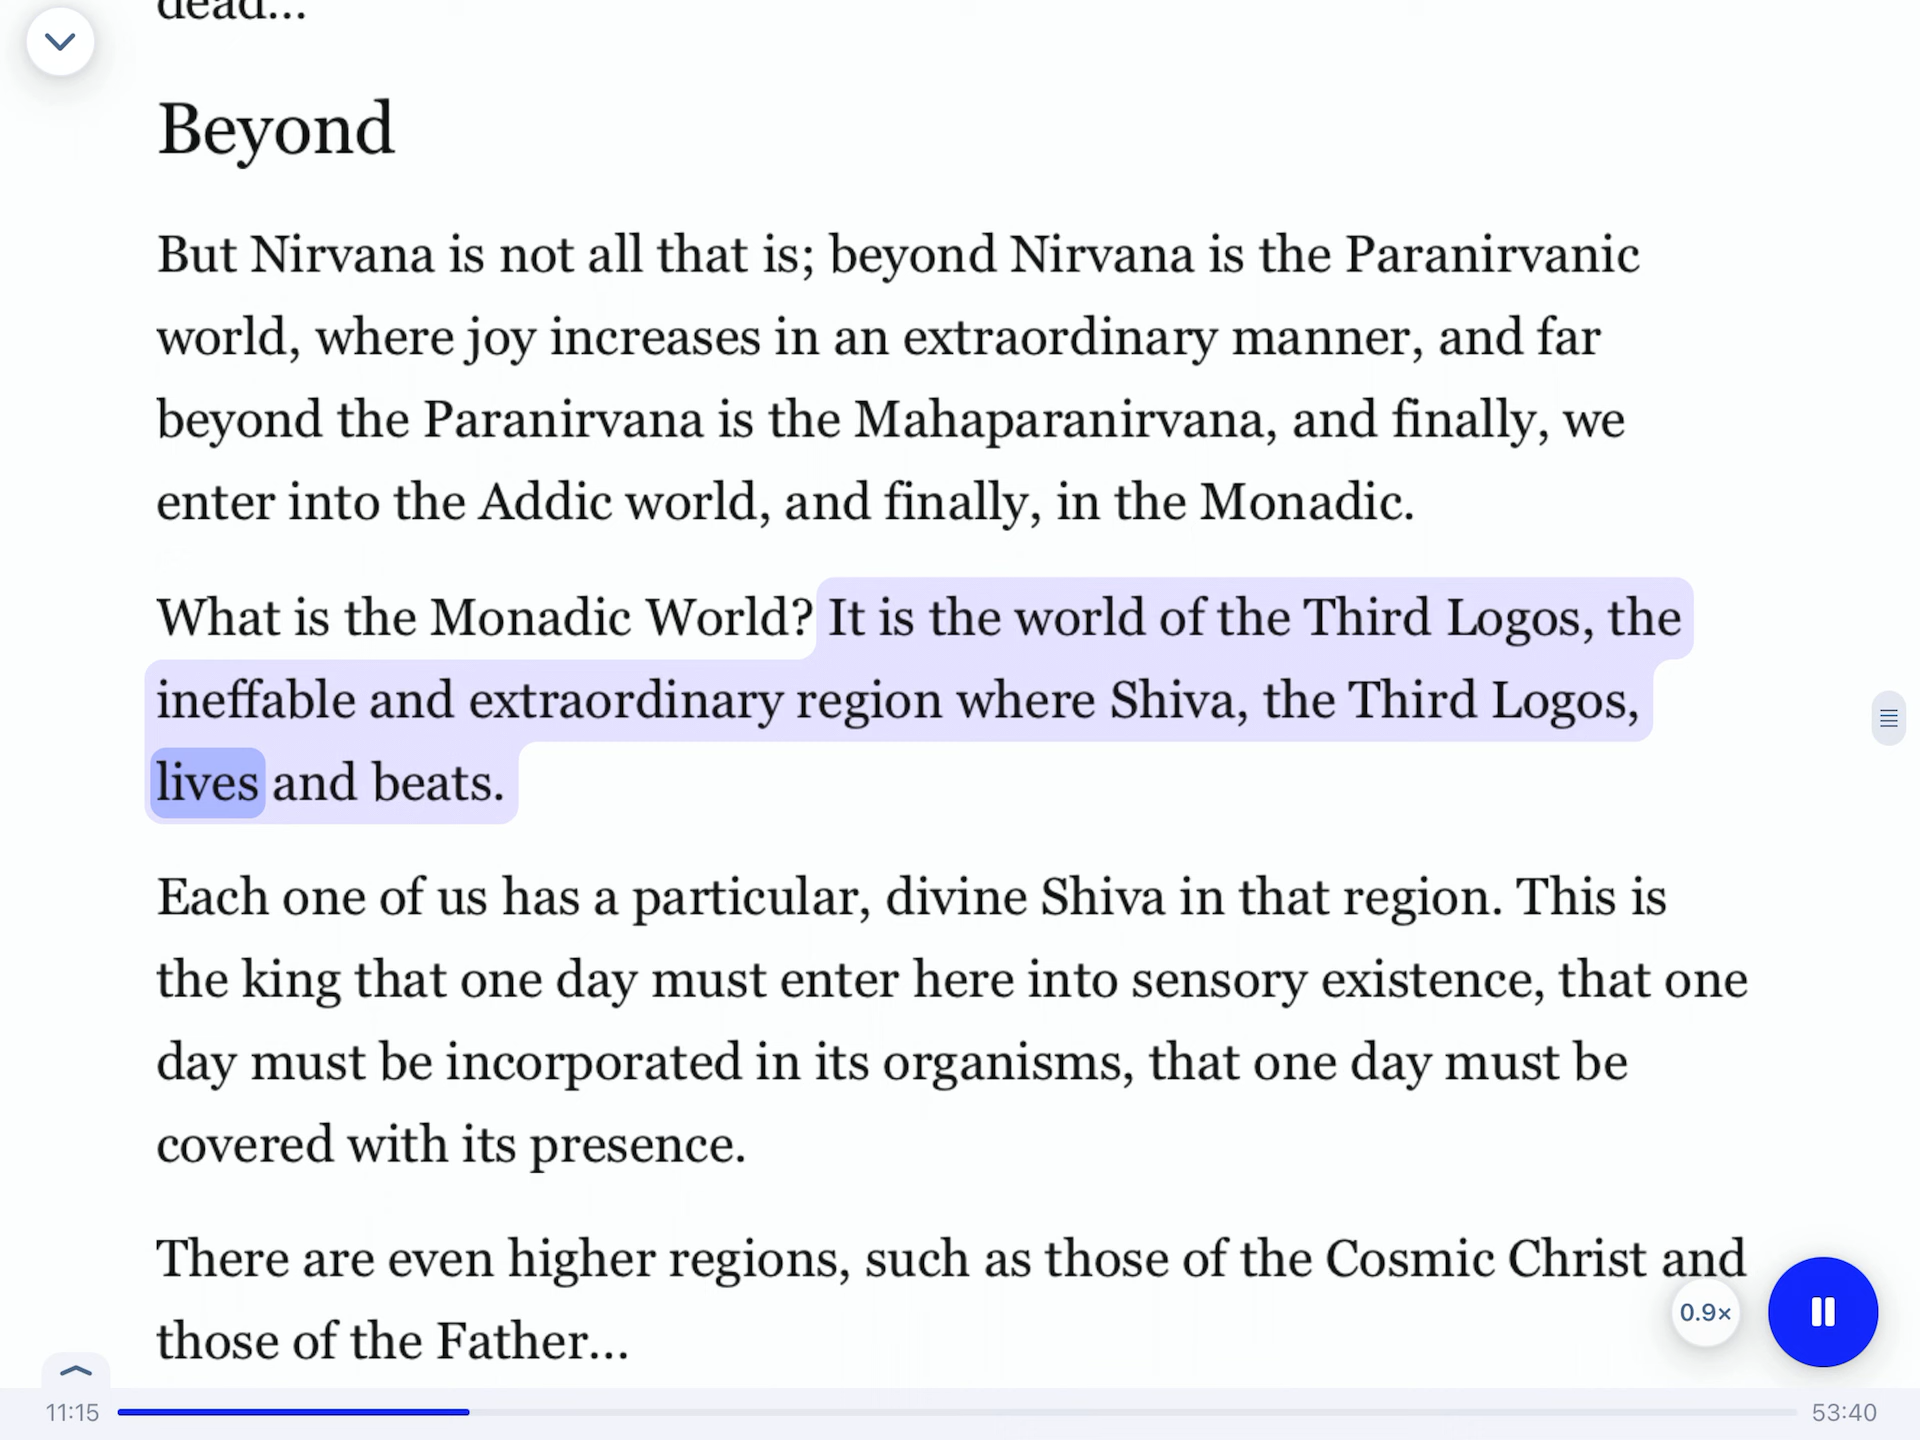 dead...
Beyond
But Nirvana is not all that is; beyond Nirvana is the Paranirvanic
world, where joy increases in an extraordinary manner, and far
beyond the Paranirvana is the Mahaparanirvana, and finally, we
enter into the Addic world, and finally, in the Monadic.
What is the Monadic World? It is the world of the Third Logos, the
ineffable and extraordinary region where Shiva, the Third Logos,
lives and beats.
Each one of us has a particular, divine Shiva in that region. This is
the king that one day must enter here into sensory existence, that one
day must be incorporated in its organisms, that one day must be
covered with its presence.
There are even higher regions, such as those of the Cosmic Christ and
those of the Father...
0.9×
11:15
53:40